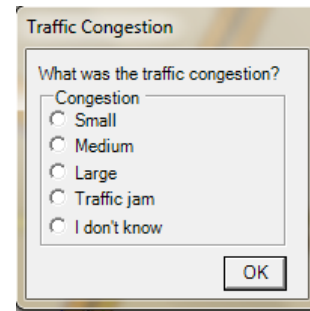 Traffic Congestion
What was the traffic congestion?
Congestion
Small
Medium
Large
Traffic jam
I don't know
OK